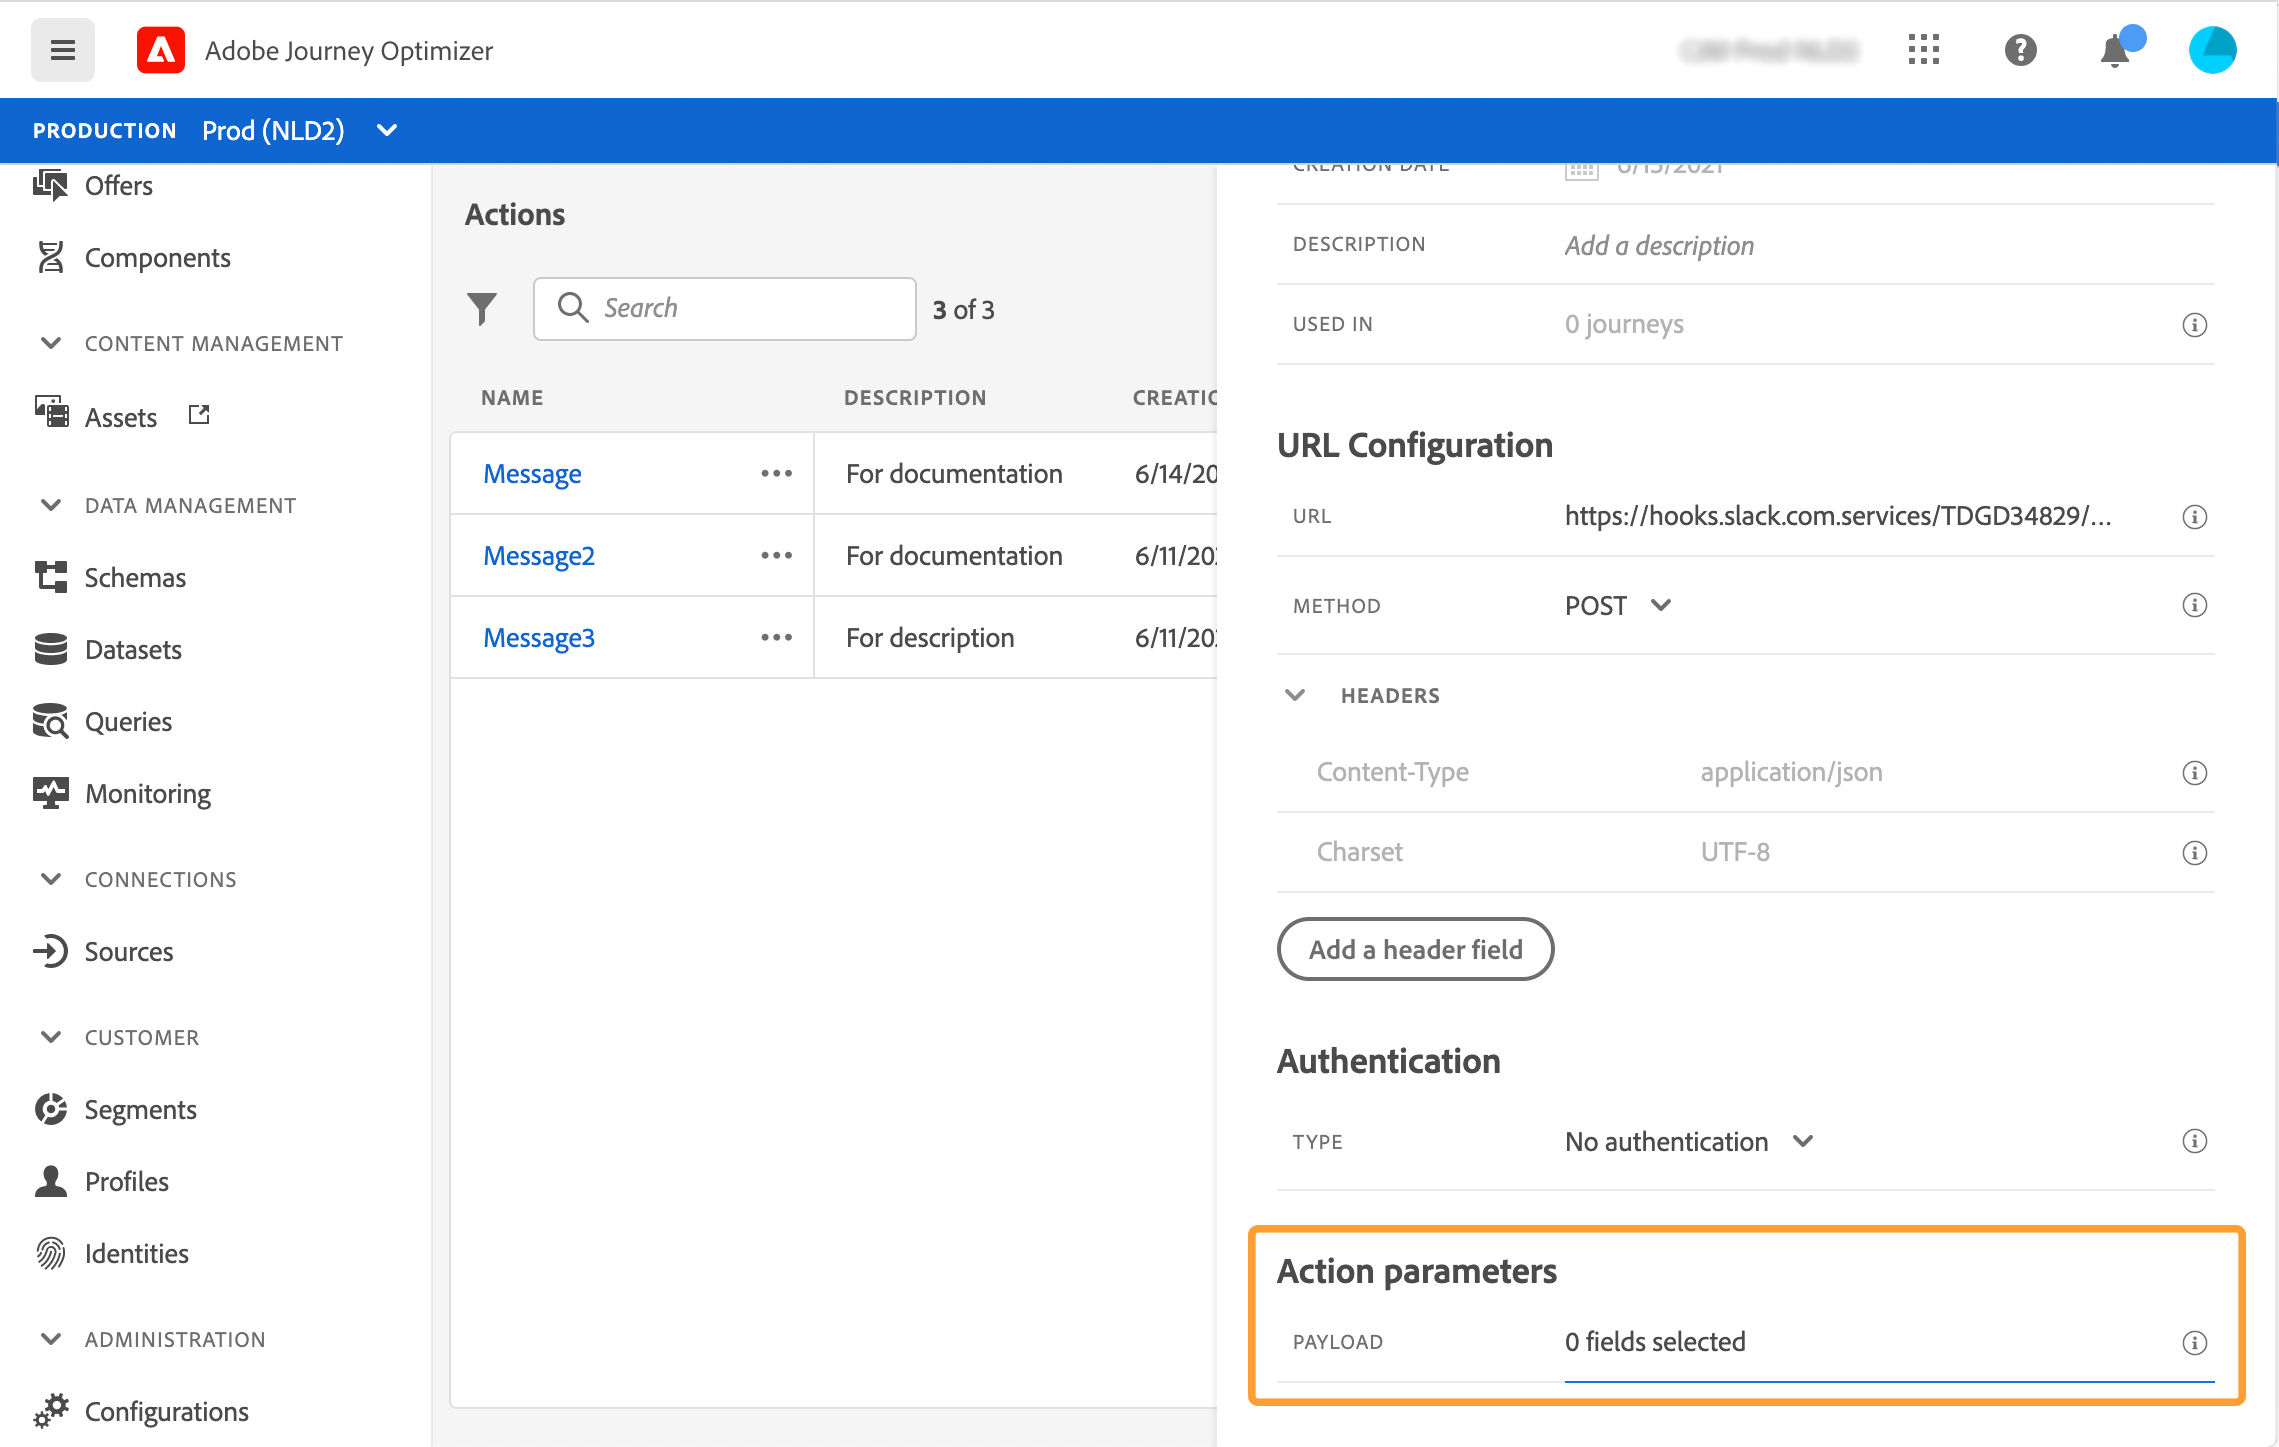 Adobe Journey Optimizer
PRODUCTION Prod (NLD2)
Offers
Components
CONTENT MANAGEMENT
Assets
DATA MANAGEMENT
Schemas
Datasets
Queries
Monitoring
CONNECTIONS
Sources
CUSTOMER
Segments
Profiles
Identities
ADMINISTRATION
Configurations
Actions
Search
3 of 3
NAME DESCRIPTION CREATIO
Message ••• For documentation 6/14/20
Message2 ••• For documentation 6/11/20
Message3 ••• For description 6/11/20
CREATION DATE 6/15/2021
DESCRIPTION Add a description
USED IN 0 journeys
URL Configuration
URL https://hooks.slack.com.services/TDGD34829/...
METHOD POST
HEADERS
Content-Type application/json
Charset UTF-8
Add a header field
Authentication
TYPE No authentication
Action parameters
PAYLOAD 0 fields selected